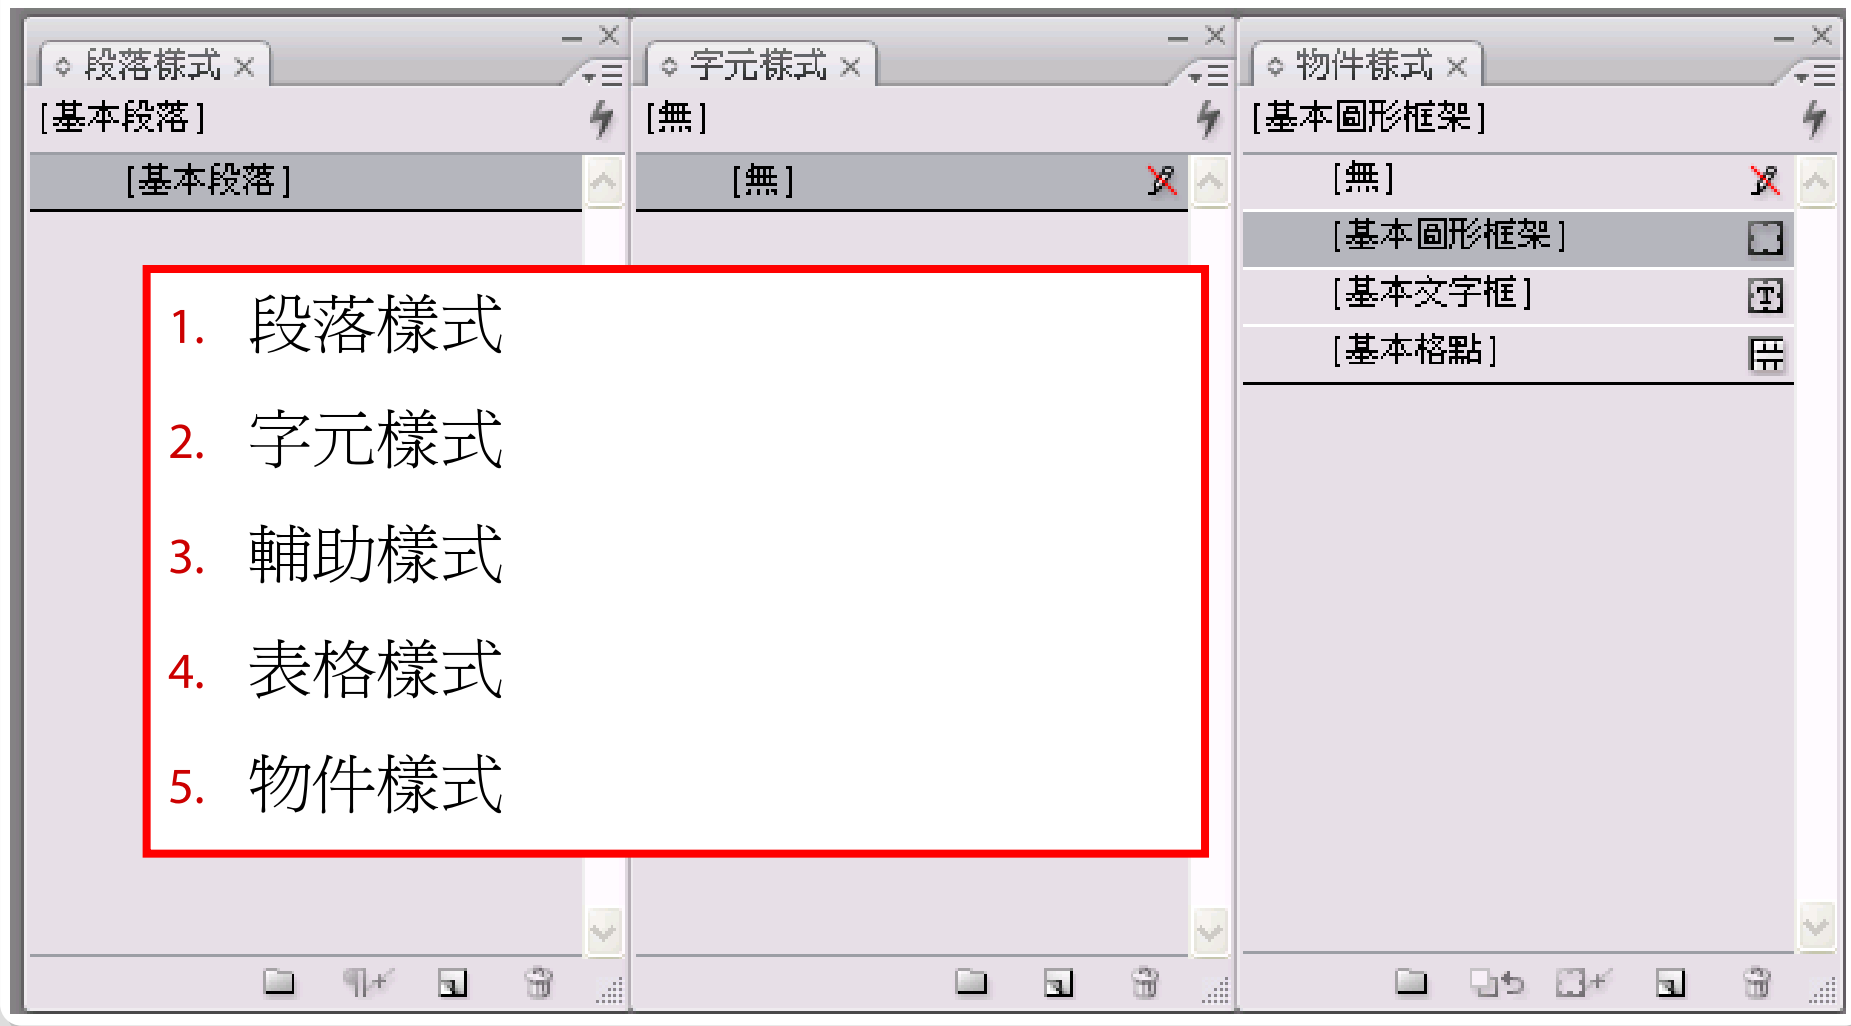 段落樣式
[基本段落]
[基本段落]
字元樣式
[無]
[無]
物件樣式
[基本圖形框架]
[無]
[基本圖形框架]
[基本文字框]
[基本格點]
1. 段落樣式
2. 字元樣式
3. 輔助樣式
4. 表格樣式
5. 物件樣式